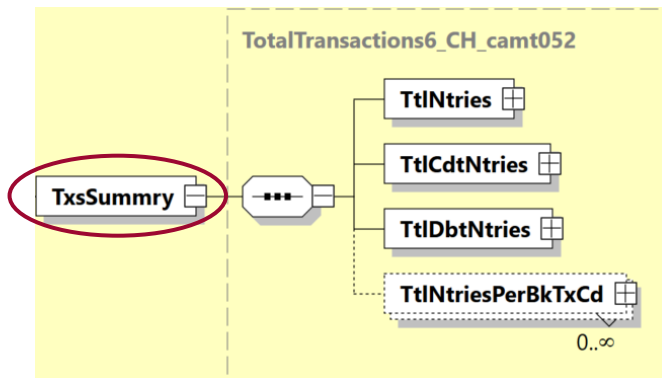 TotalTransactions6_CH_camt052
TtlNtries
TtlCdtNtries
TxsSummry
TtlDbtNtries
TtlNtriesPerBkTxCd
0..∞